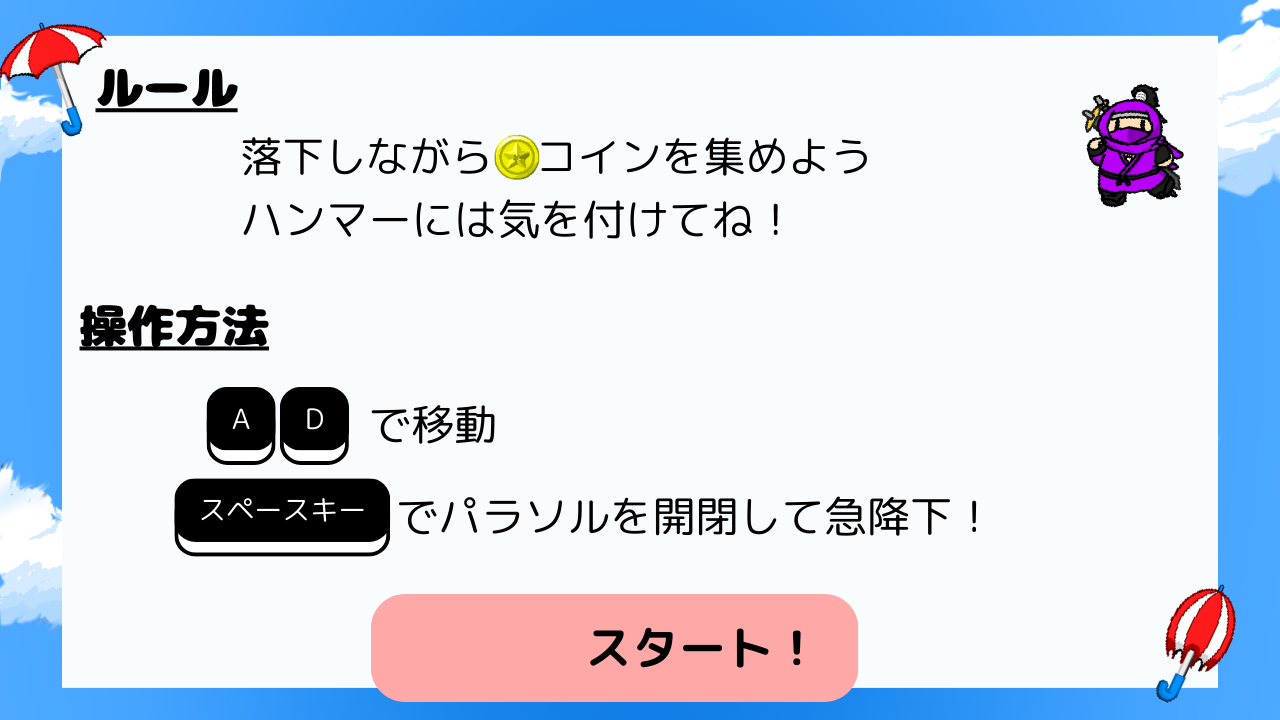 ルール
落下しながらコインを集めよう
ハンマーには気を付けてね！
操作方法
A D で移動
スペースキー でパラソルを開閉して急降下！
スタート！